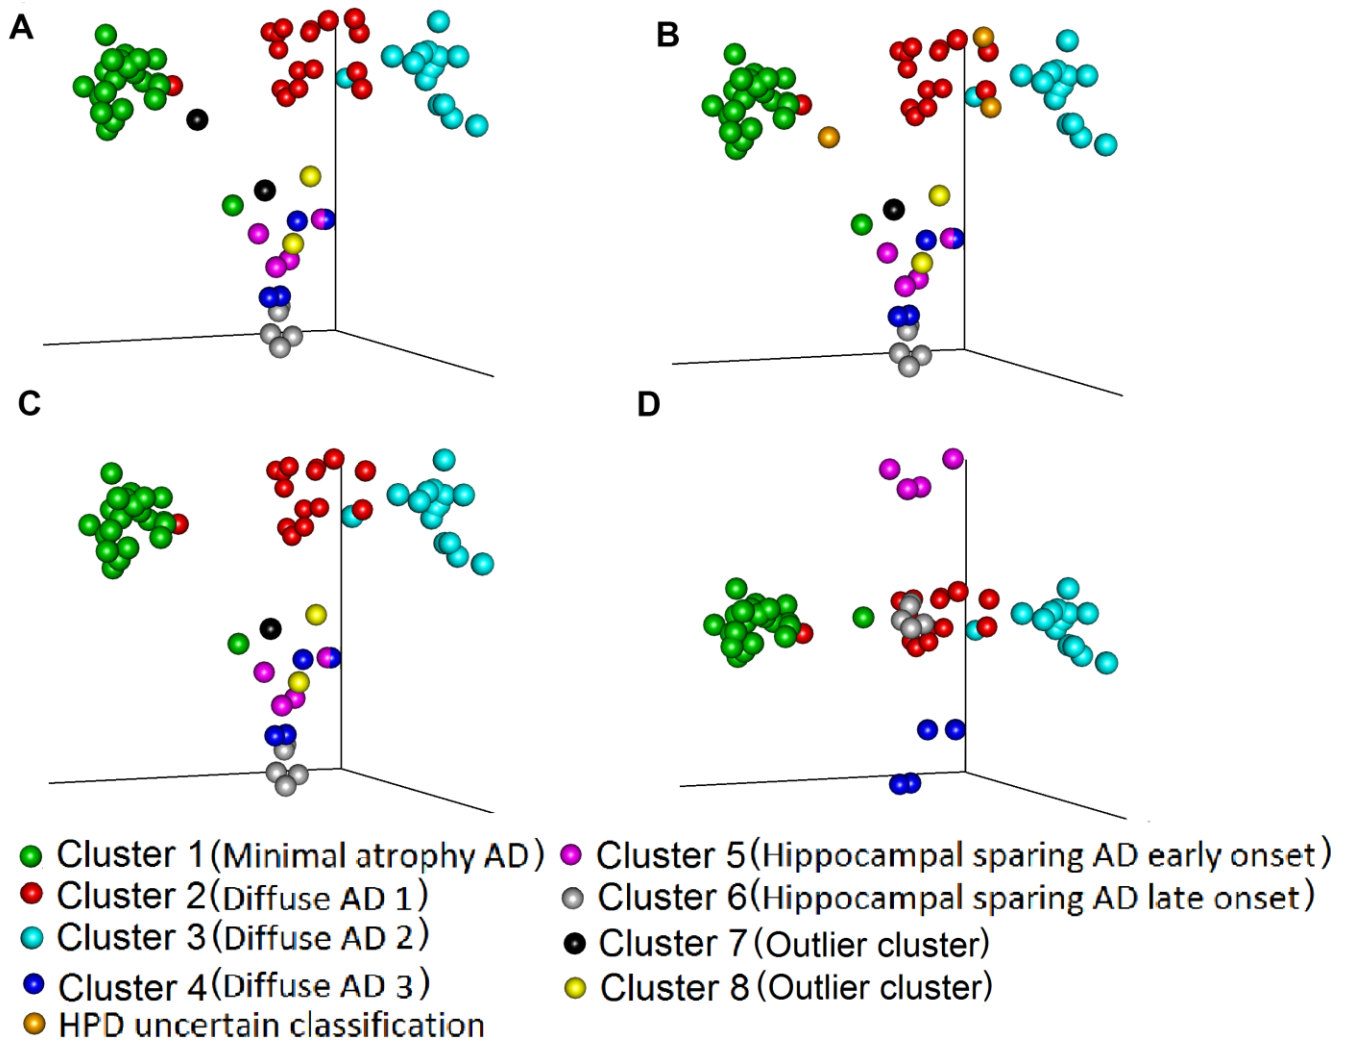 A
B
C
D
Cluster 1(Minimal atrophy AD)
Cluster 2(Diffuse AD 1)
Cluster 3(Diffuse AD 2)
Cluster 4(Diffuse AD 3)
HPD uncertain classification
Cluster 5(Hippocampal sparing AD early onset)
Cluster 6(Hippocampal sparing AD late onset)
Cluster 7(Outlier cluster)
Cluster 8(Outlier cluster)